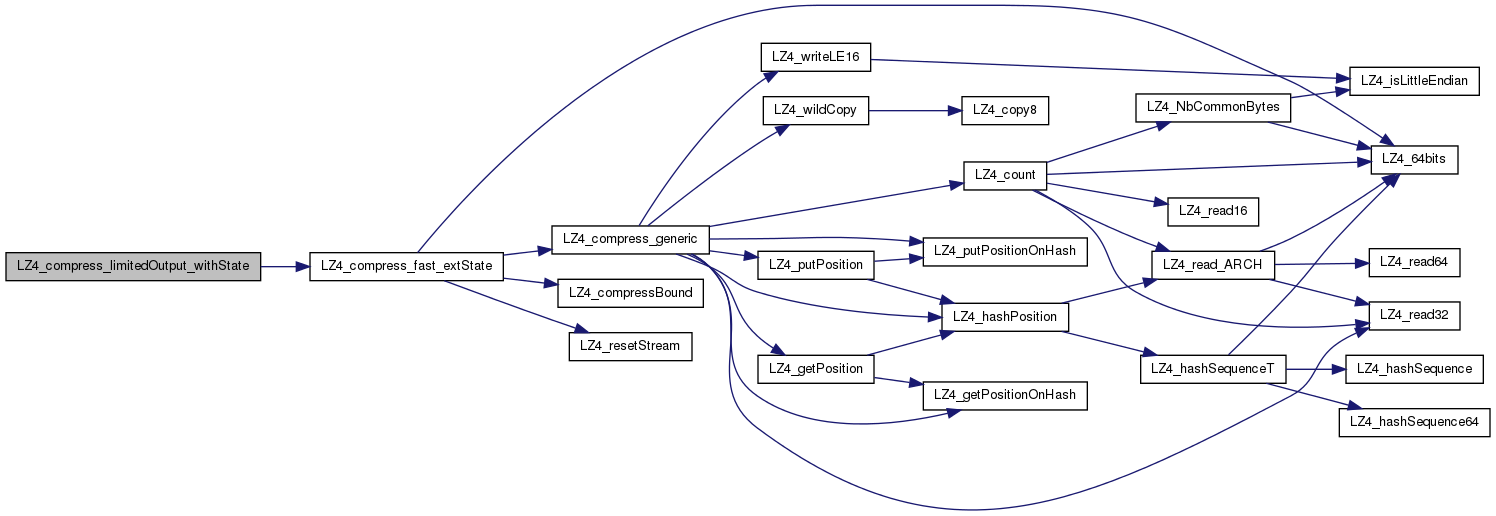 LZ4_compress_limitedOutput_withState
LZ4_compress_fast_extState
LZ4_compress_generic
LZ4_compressBound
LZ4_resetStream
LZ4_writeLE16
LZ4_wildCopy
LZ4_putPosition
LZ4_getPosition
LZ4_copy8
LZ4_count
LZ4_putPositionOnHash
LZ4_hashPosition
LZ4_getPositionOnHash
LZ4_NbCommonBytes
LZ4_read16
LZ4_read_ARCH
LZ4_hashSequenceT
LZ4_isLittleEndian
LZ4_64bits
LZ4_read64
LZ4_read32
LZ4_hashSequence
LZ4_hashSequence64